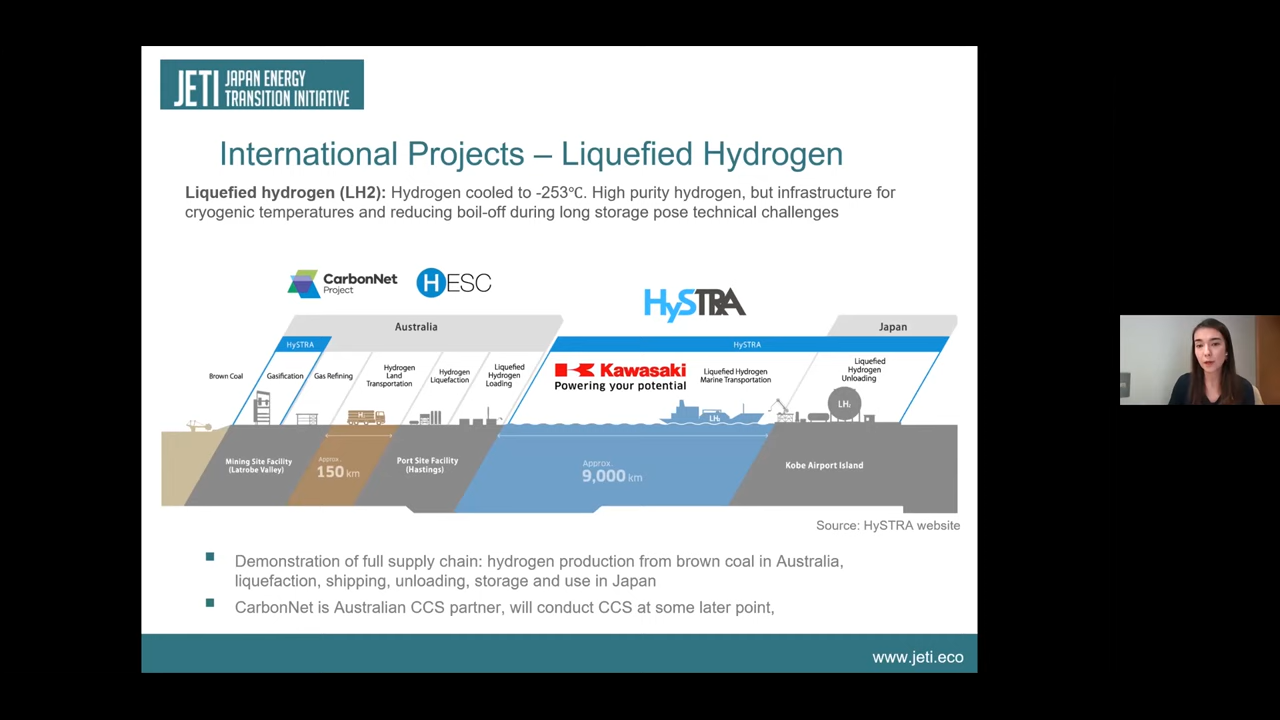 JETI JAPAN ENERGY
TRANSITION INITIATIVE
International Projects – Liquefied Hydrogen
Liquefied hydrogen (LH2): Hydrogen cooled to -253℃. High purity hydrogen, but infrastructure for
cryogenic temperatures and reducing boil-off during long storage pose technical challenges
CarbonNet
Project
HESC
HySTRA
Australia
Japan
HySTRA
HySTRA
Brown Coal
Gasification
Gas Refining
Hydrogen
Land
Transportation
Hydrogen
Liquefaction
Liquefied
Hydrogen
Loading
Kawasaki
Powering your potential
Liquefied Hydrogen
Marine Transportation
Liquefied
Hydrogen
Unloading
H2
LH2
LH2
Mining Site Facility
(Latrobe Valley)
Approx.
150 km
Port Site Facility
(Hastings)
Approx.
9,000 km
Kobe Airport Island
Source: HySTRA website
Demonstration of full supply chain: hydrogen production from brown coal in Australia,
liquefaction, shipping, unloading, storage and use in Japan
CarbonNet is Australian CCS partner, will conduct CCS at some later point,
www.jeti.eco